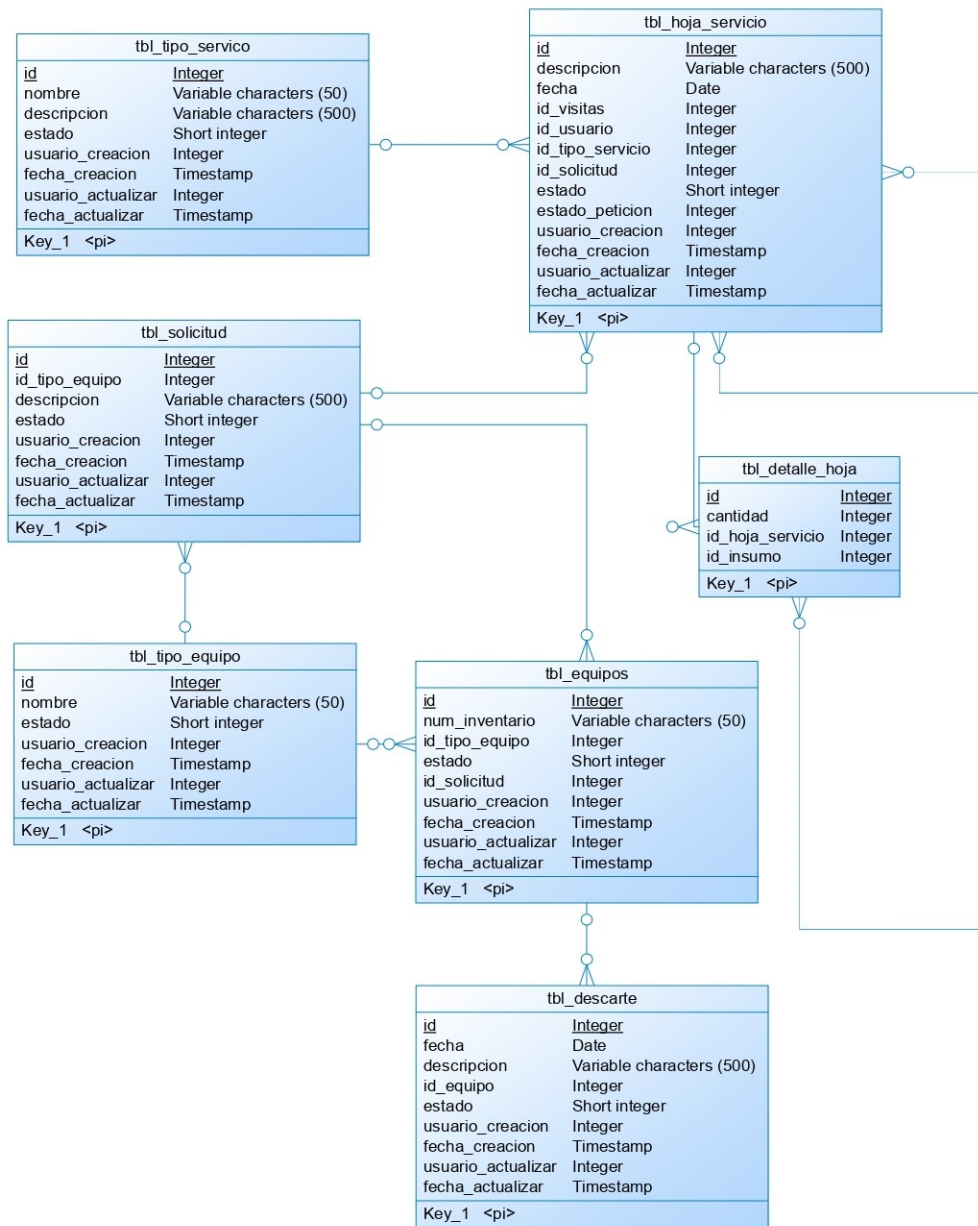 tbl_tipo_servico
id Integer
nombre Variable characters (50)
descripcion Variable characters (500)
estado Short integer
usuario_creacion Integer
fecha_creacion Timestamp
usuario_actualizar Integer
fecha_actualizar Timestamp
Key_1 <pi>
tbl_hoja_servicio
id Integer
descripcion Variable characters (500)
fecha Date
id_visitas Integer
id_usuario Integer
id_tipo_servicio Integer
id_solicitud Integer
estado Short integer
estado_peticion Integer
usuario_creacion Integer
fecha_creacion Timestamp
usuario_actualizar Integer
fecha_actualizar Timestamp
Key_1 <pi>
tbl_solicitud
id Integer
id_tipo_equipo Integer
descripcion Variable characters (500)
estado Short integer
usuario_creacion Integer
fecha_creacion Timestamp
usuario_actualizar Integer
fecha_actualizar Timestamp
Key_1 <pi>
tbl_detalle_hoja
id Integer
cantidad Integer
id_hoja_servicio Integer
id_insumo Integer
Key_1 <pi>
tbl_tipo_equipo
id Integer
nombre Variable characters (50)
estado Short integer
usuario_creacion Integer
fecha_creacion Timestamp
usuario_actualizar Integer
fecha_actualizar Timestamp
Key_1 <pi>
tbl_equipos
id Integer
num_inventario Variable characters (50)
id_tipo_equipo Integer
estado Short integer
id_solicitud Integer
usuario_creacion Integer
fecha_creacion Timestamp
usuario_actualizar Integer
fecha_actualizar Timestamp
Key_1 <pi>
tbl_descarte
id Integer
fecha Date
descripcion Variable characters (500)
id_equipo Integer
estado Short integer
usuario_creacion Integer
fecha_creacion Timestamp
usuario_actualizar Integer
fecha_actualizar Timestamp
Key_1 <pi>